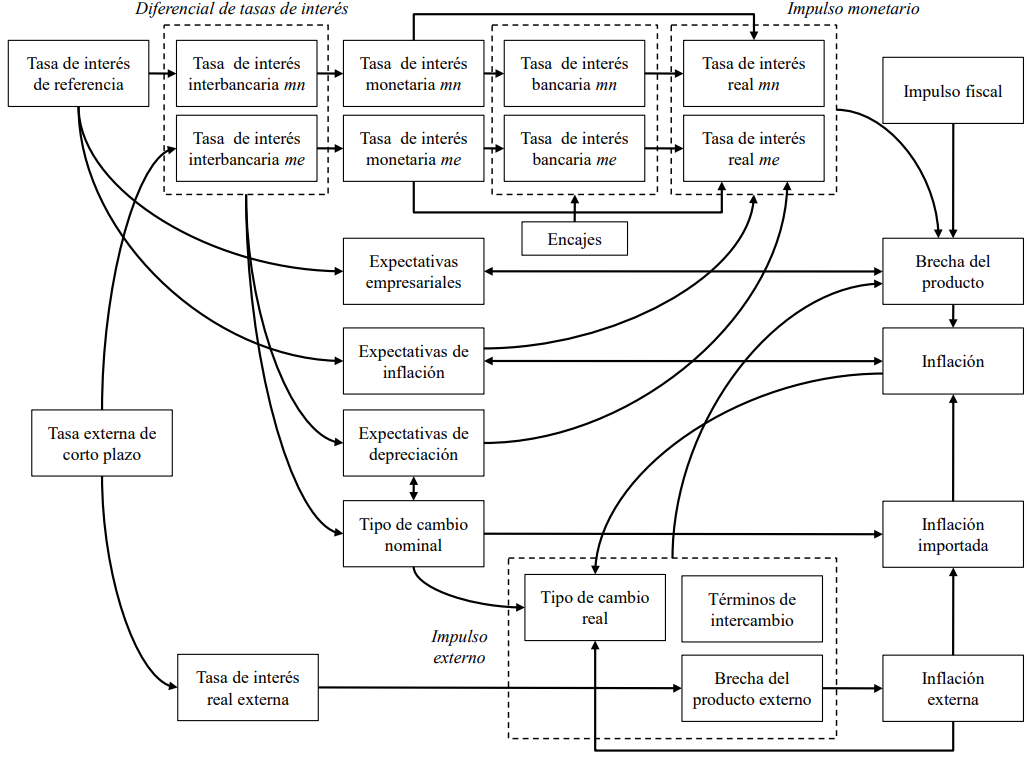 Diferencial de tasas de interés
Impulso monetario
Tasa de interés
de referencia
Tasa de interés
interbancaria mn
Tasa de interés
monetaria mn
Tasa de interés
bancaria mn
Tasa de interés
real mn
Impulso fiscal
Tasa de interés
interbancaria me
Tasa de interés
monetaria me
Tasa de interés
bancaria me
Tasa de interés
real me
Encajes
Expectativas
empresariales
Brecha del
producto
Expectativas de
inflación
Inflación
Tasa externa de
corto plazo
Expectativas de
depreciación
Tipo de cambio
nominal
Inflación
importada
Tipo de cambio
real
Términos de
intercambio
Impulso
externo
Tasa de interés
real externa
Brecha del
producto externo
Inflación
externa